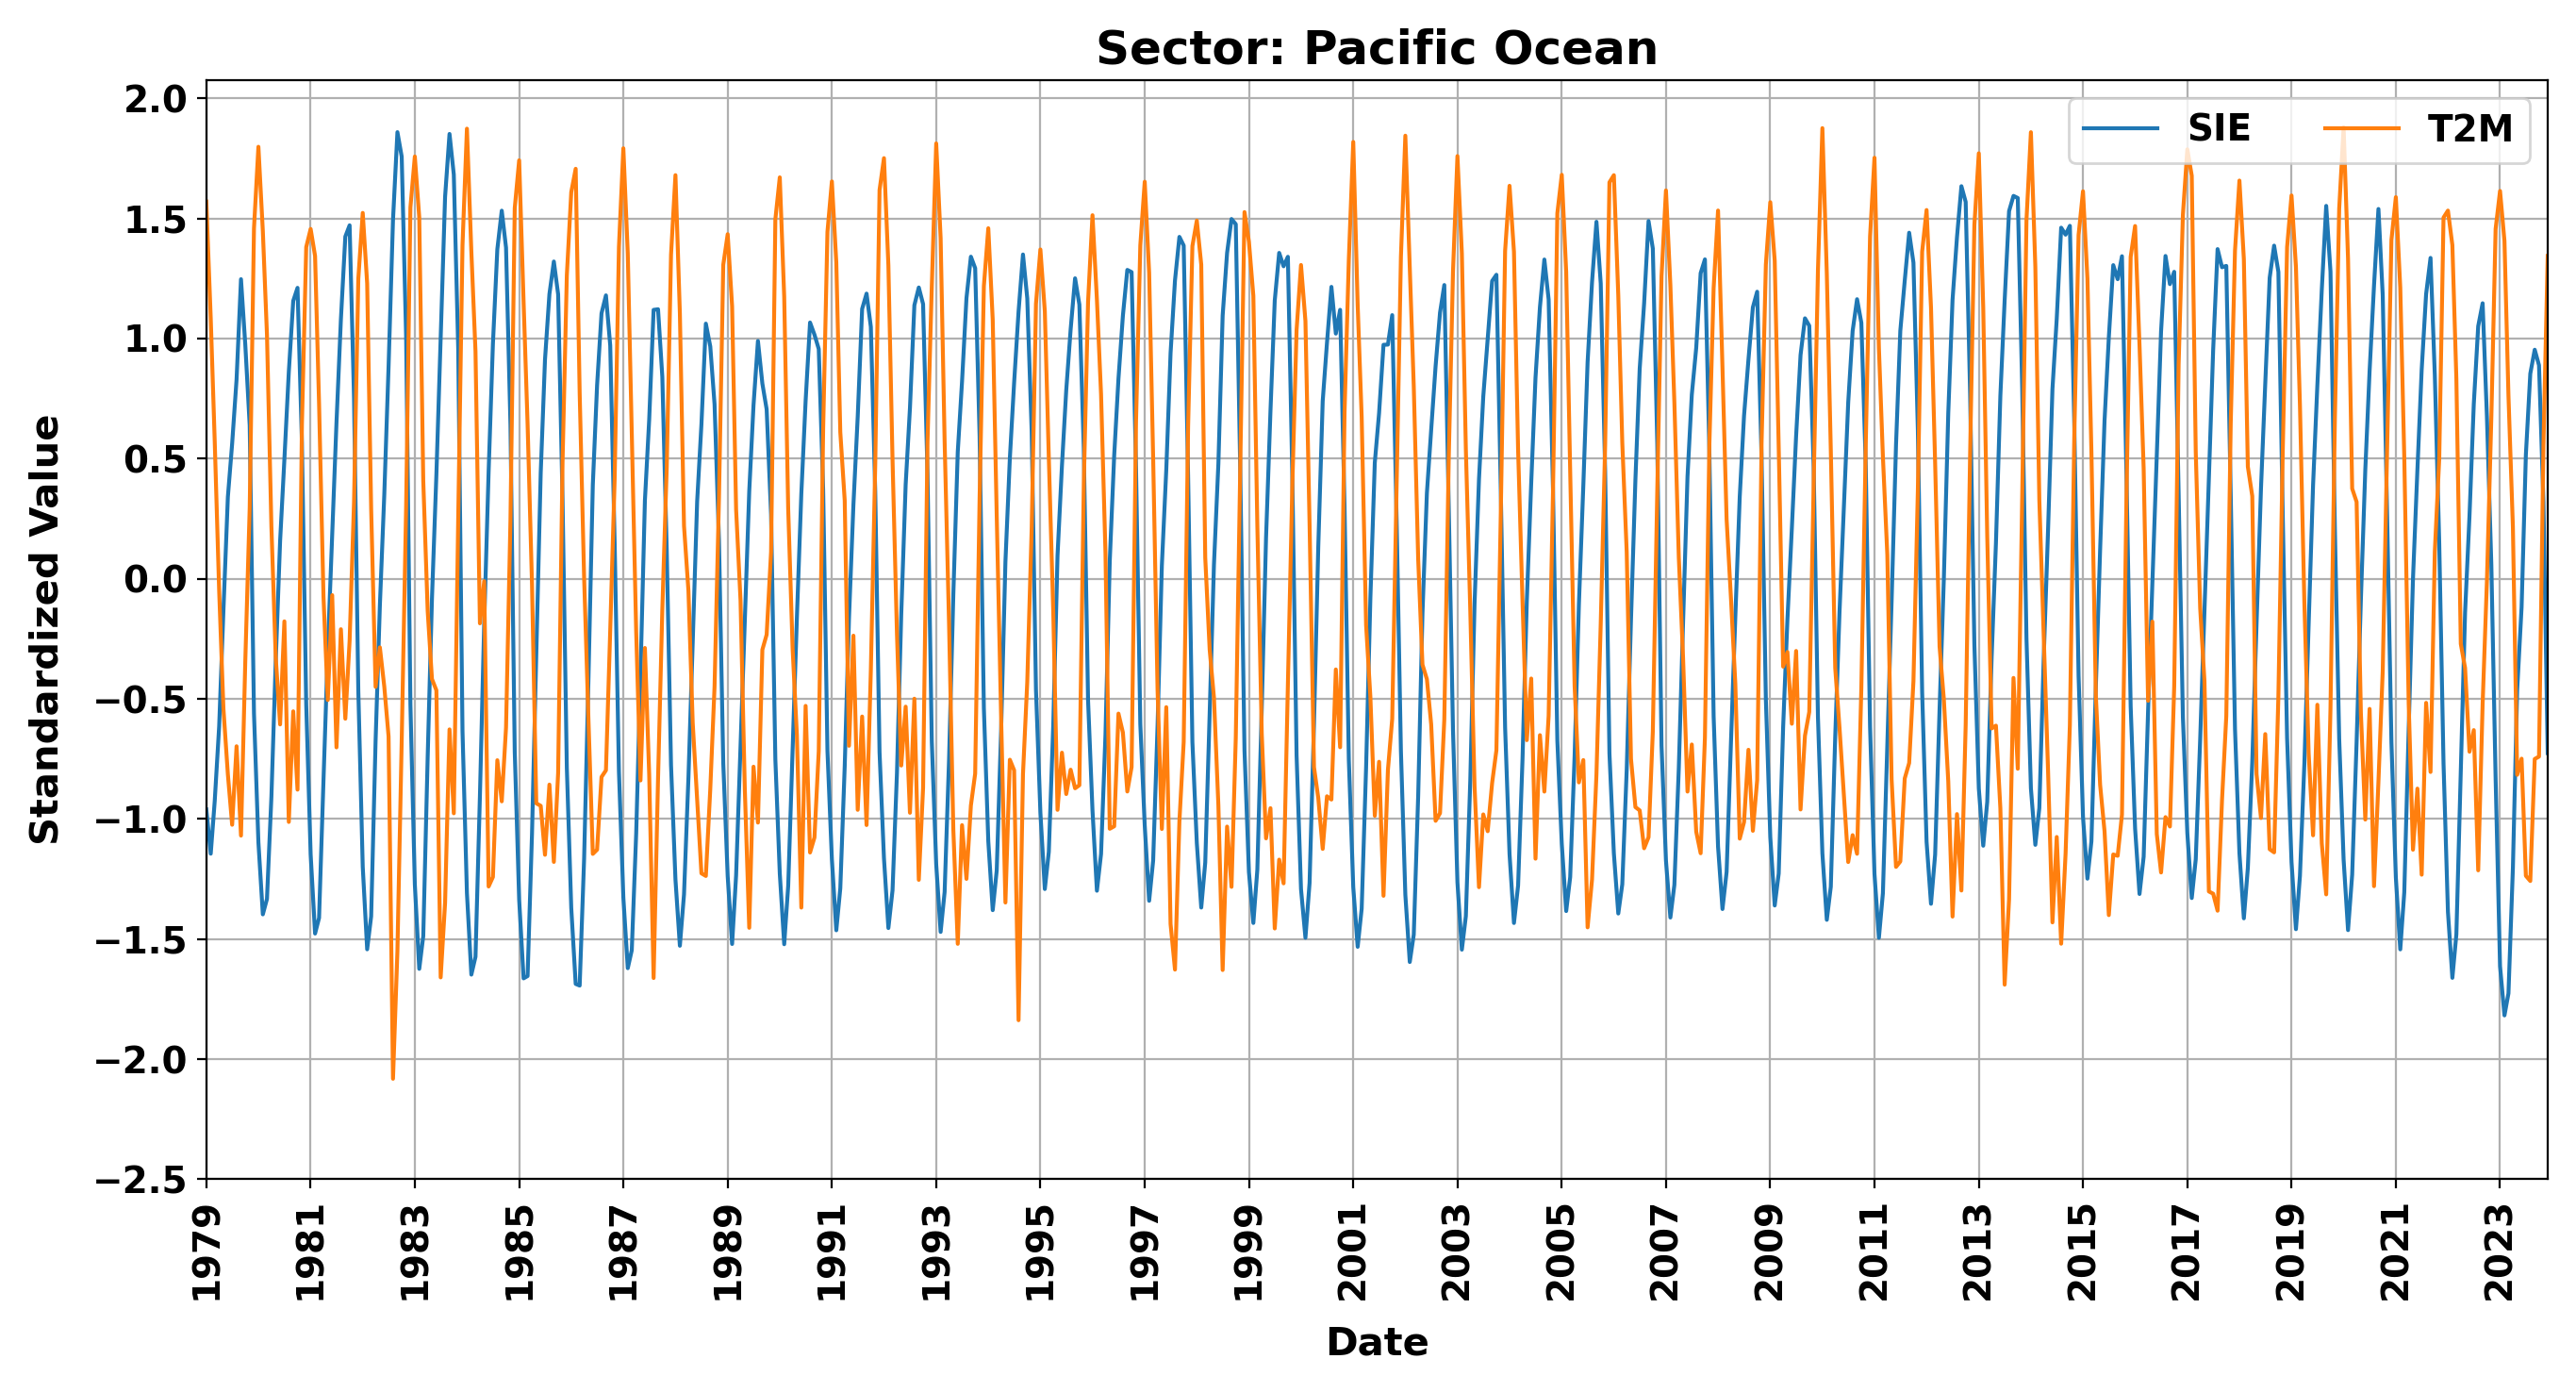 Sector: Pacific Ocean
SIE T2M
Standardized Value
2.0
1.5
1.0
0.5
0.0
−0.5
−1.0
−1.5
−2.0
−2.5
1979 1981 1983 1985 1987 1989 1991 1993 1995 1997 1999 2001 2003 2005 2007 2009 2011 2013 2015 2017 2019 2021 2023
Date